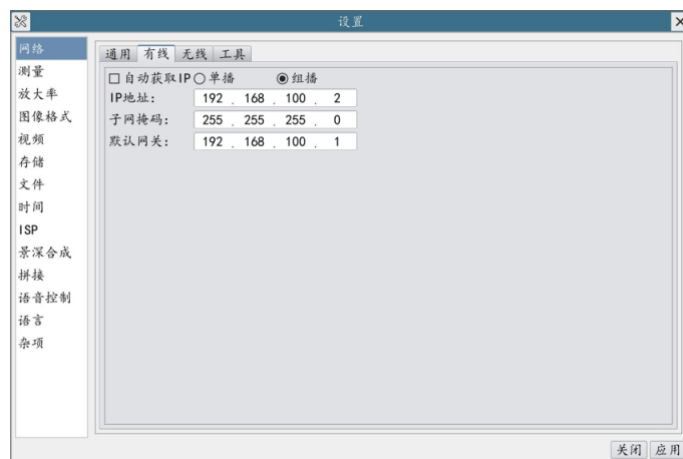 设置
网络
测量
放大率
图像格式
视频
存储
文件
时间
ISP
景深合成
拼接
语音控制
语言
杂项
通用 有线 无线 工具
自动获取IP 单播 组播
IP地址: 192 . 168 . 100 . 2
子网掩码: 255 . 255 . 255 . 0
默认网关: 192 . 168 . 100 . 1
关闭 应用